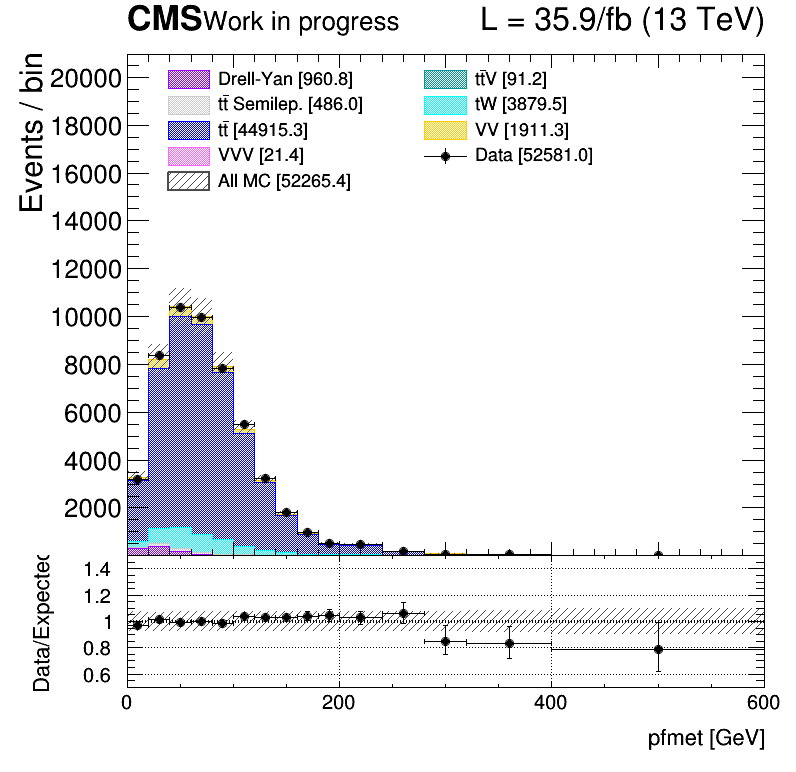 CMS Work in progress L = 35.9/fb (13 TeV)
Events / bin
20000
18000
16000
14000
12000
10000
8000
6000
4000
2000
Drell-Yan [960.8]
tt̄ Semilep. [486.0]
tt̄ [44915.3]
VVV [21.4]
All MC [52265.4]
tt̄V [91.2]
tW [3879.5]
VV [1911.3]
Data [52581.0]
Data/Expected
1.4
1.2
1
0.8
0.6
0 200 400 600
pfmet [GeV]